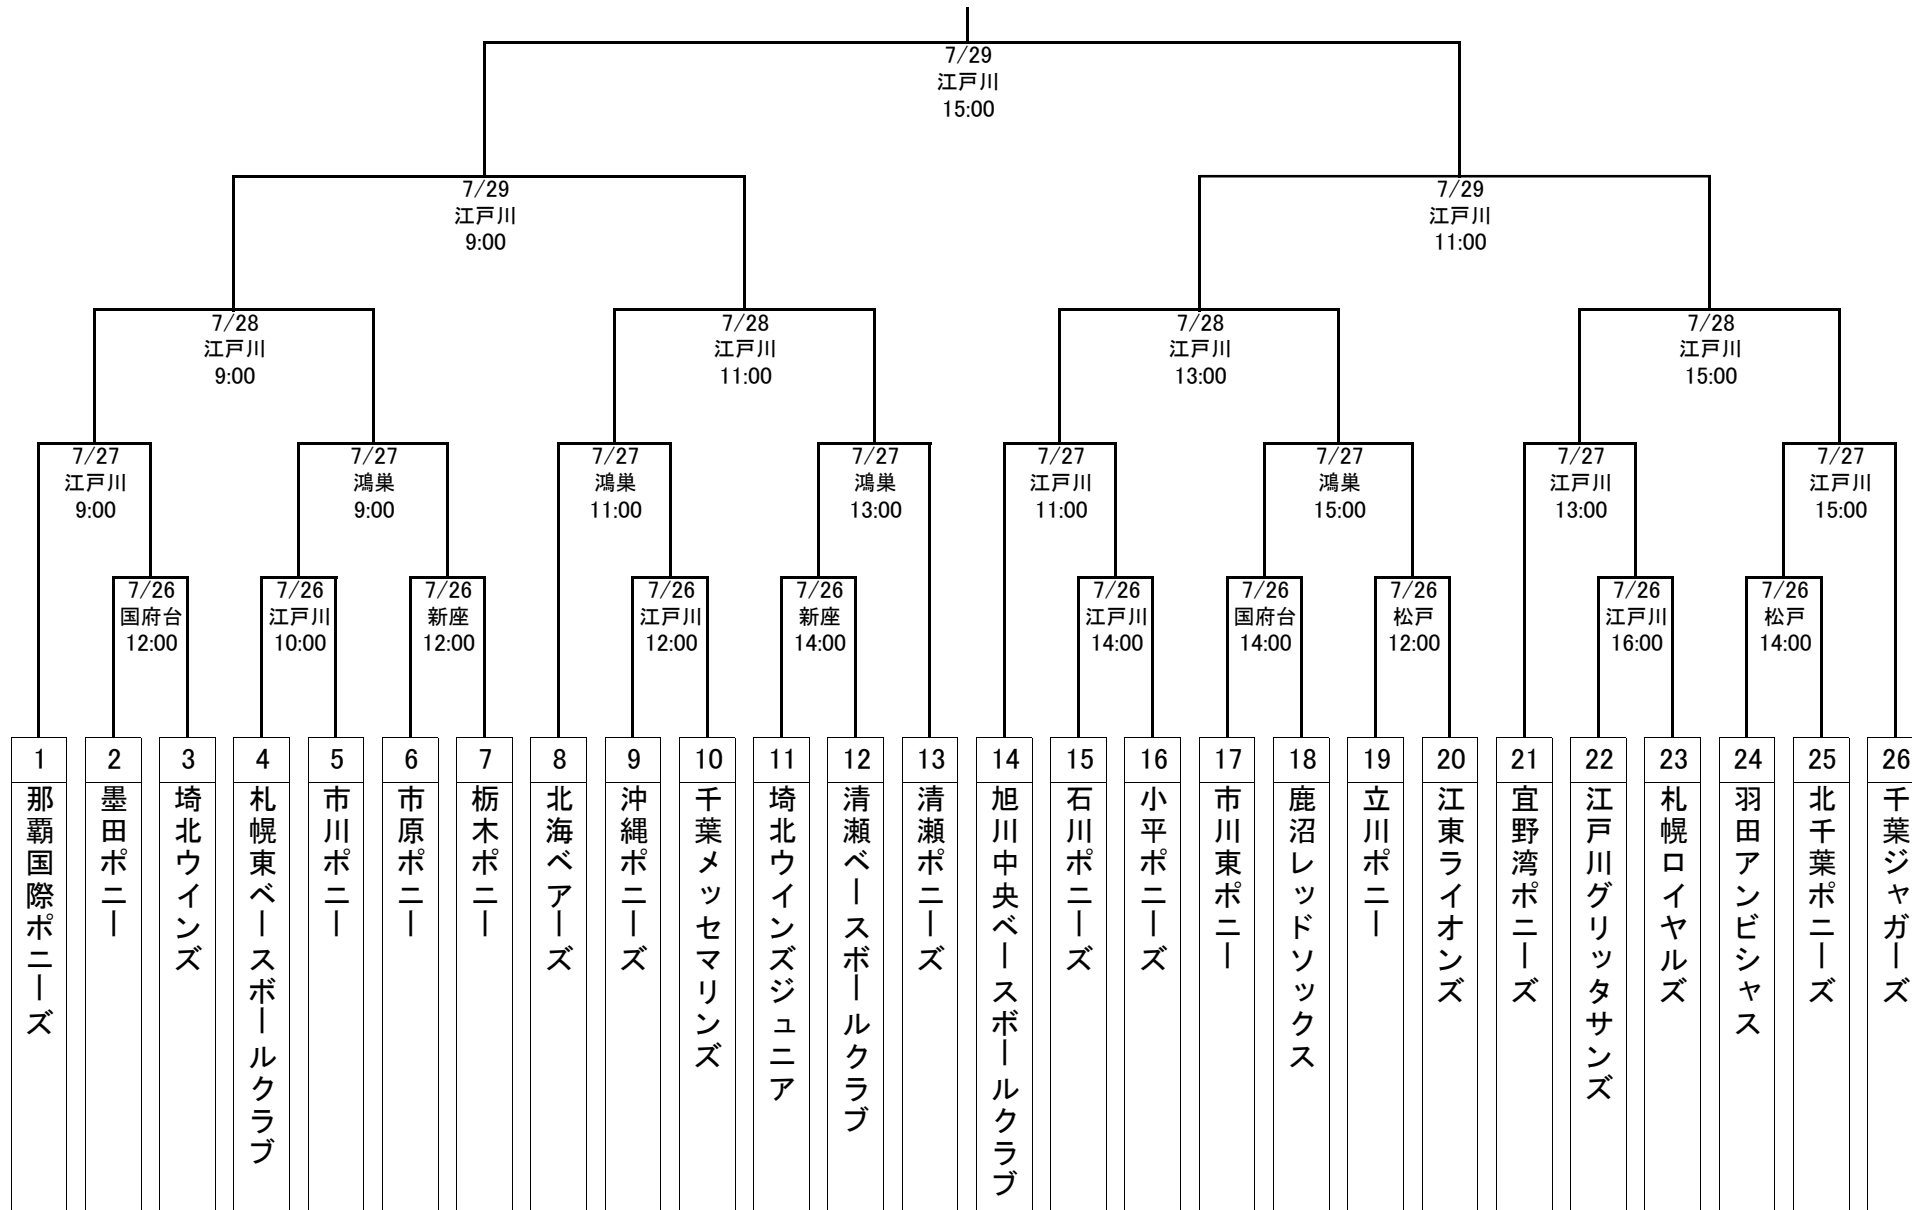 7/29
江戸川
15:00
7/29
江戸川
9:00
7/29
江戸川
11:00
7/28
江戸川
9:00
7/28
江戸川
11:00
7/28
江戸川
13:00
7/28
江戸川
15:00
7/27
江戸川
9:00
7/27
鴻巣
9:00
7/27
鴻巣
11:00
7/27
鴻巣
13:00
7/27
江戸川
11:00
7/27
鴻巣
15:00
7/27
江戸川
13:00
7/27
江戸川
15:00
7/26
国府台
12:00
7/26
江戸川
10:00
7/26
新座
12:00
7/26
江戸川
12:00
7/26
新座
14:00
7/26
江戸川
14:00
7/26
国府台
14:00
7/26
松戸
12:00
7/26
江戸川
16:00
7/26
松戸
14:00
1
那覇国際ポニーズ
2
墨田ポニー
3
埼北ウインズ
4
札幌東ベースボールクラブ
5
市川ポニー
6
市原ポニー
7
栃木ポニー
8
北海ベアーズ
9
沖縄ポニーズ
10
千葉メッセマリンズ
11
埼北ウインズジュニア
12
清瀬ベースボールクラブ
13
清瀬ポニーズ
14
旭川中央ベースボールクラブ
15
石川ポニーズ
16
小平ポニーズ
17
市川東ポニー
18
鹿沼レッドソックス
19
立川ポニー
20
江東ライオンズ
21
宜野湾ポニーズ
22
江戸川グリッタサンズ
23
札幌ロイヤルズ
24
羽田アンビシャス
25
北千葉ポニーズ
26
千葉ジャガーズ